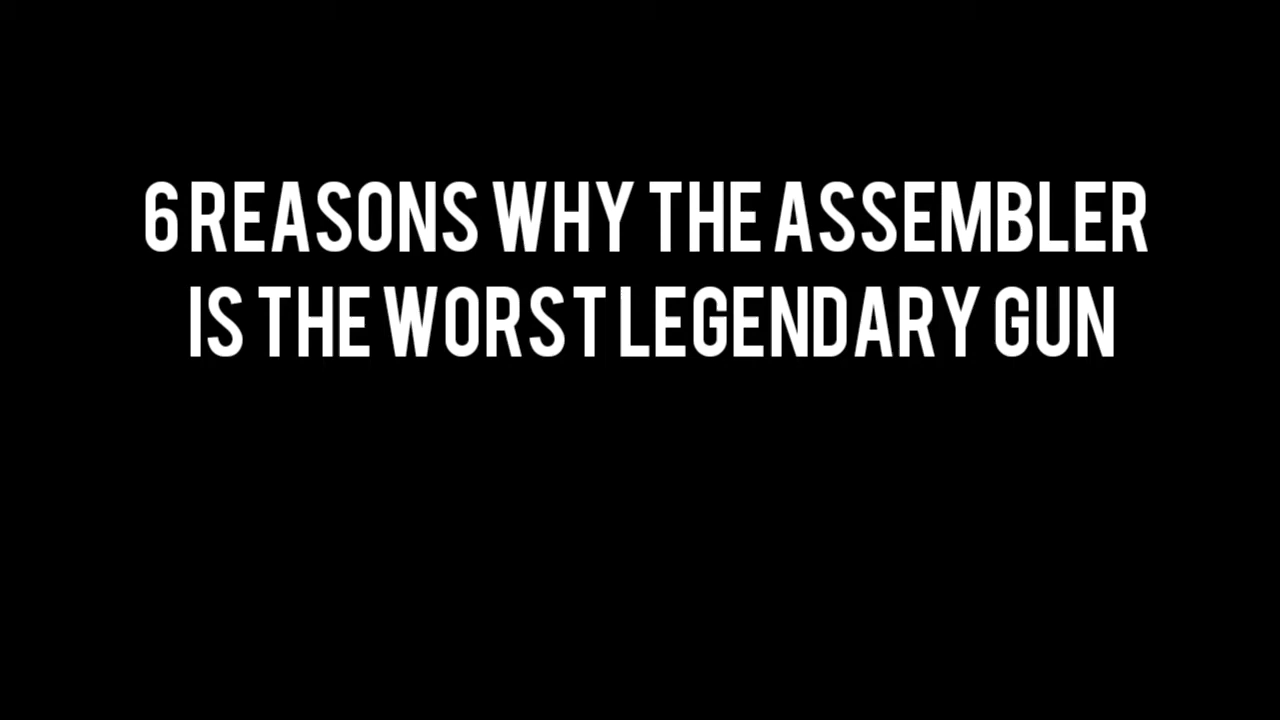 6 REASONS WHY THE ASSEMBLER
IS THE WORST LEGENDARY GUN